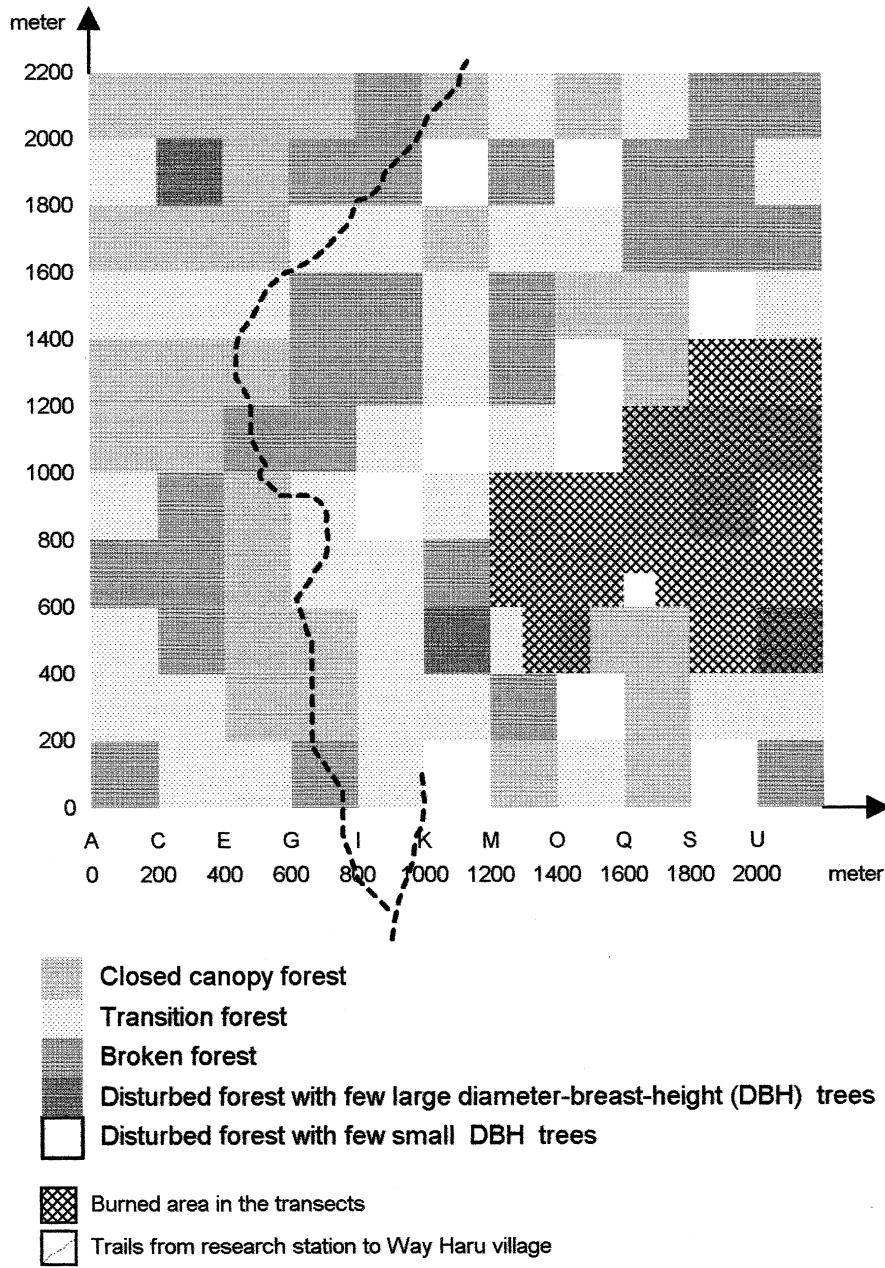 meter
2200
2000
1800
1600
1400
1200
1000
800
600
400
200
0
A C E G I K M O Q S U
0 200 400 600 800 1000 1200 1400 1600 1800 2000 meter
Closed canopy forest
Transition forest
Broken forest
Disturbed forest with few large diameter-breast-height (DBH) trees
Disturbed forest with few small DBH trees
Burned area in the transects
Trails from research station to Way Haru village